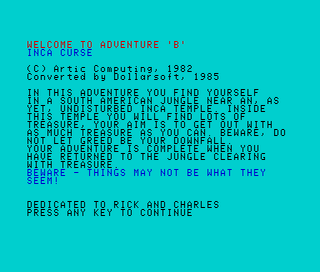 WELCOME TO ADVENTURE 'B'
INCA CURSE
(C) Artic Computing, 1982
Converted by Dollarsoft, 1985
IN THIS ADVENTURE YOU FIND YOURSELF
IN A SOUTH AMERICAN JUNGLE NEAR AN, AS
YET, UNDISTURBED INCA TEMPLE. INSIDE
THIS TEMPLE YOU WILL FIND LOTS OF
TREASURE, YOUR AIM IS TO GET OUT WITH
AS MUCH TREASURE AS YOU CAN. BEWARE, DO
NOT LET GREED BE YOUR DOWNFALL.
YOUR ADVENTURE IS COMPLETE WHEN YOU
HAVE RETURNED TO THE JUNGLE CLEARING
WITH TREASURE.
BEWARE - THINGS MAY NOT BE WHAT THEY
SEEM!
DEDICATED TO RICK AND CHARLES
PRESS ANY KEY TO CONTINUE